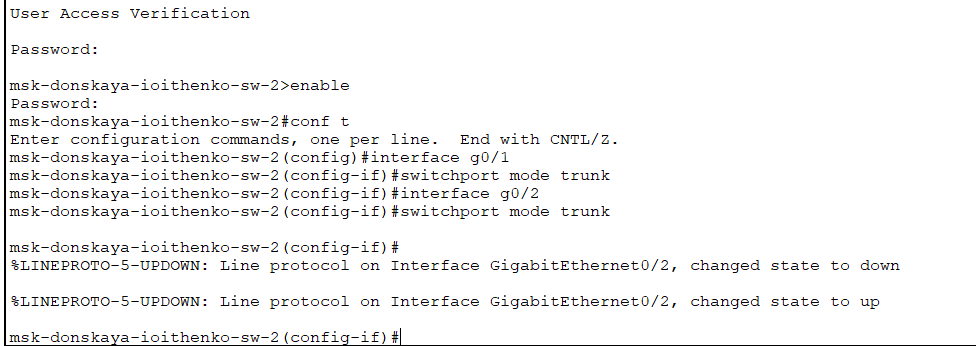 User Access Verification
Password:
msk-donskaya-ioithenko-sw-2>enable
Password:
msk-donskaya-ioithenko-sw-2#conf t
Enter configuration commands, one per line.  End with CNTL/Z.
msk-donskaya-ioithenko-sw-2(config)#interface g0/1
msk-donskaya-ioithenko-sw-2(config-if)#switchport mode trunk
msk-donskaya-ioithenko-sw-2(config-if)#interface g0/2
msk-donskaya-ioithenko-sw-2(config-if)#switchport mode trunk
msk-donskaya-ioithenko-sw-2(config-if)#
%LINEPROTO-5-UPDOWN: Line protocol on Interface GigabitEthernet0/2, changed state to down
%LINEPROTO-5-UPDOWN: Line protocol on Interface GigabitEthernet0/2, changed state to up
msk-donskaya-ioithenko-sw-2(config-if)#